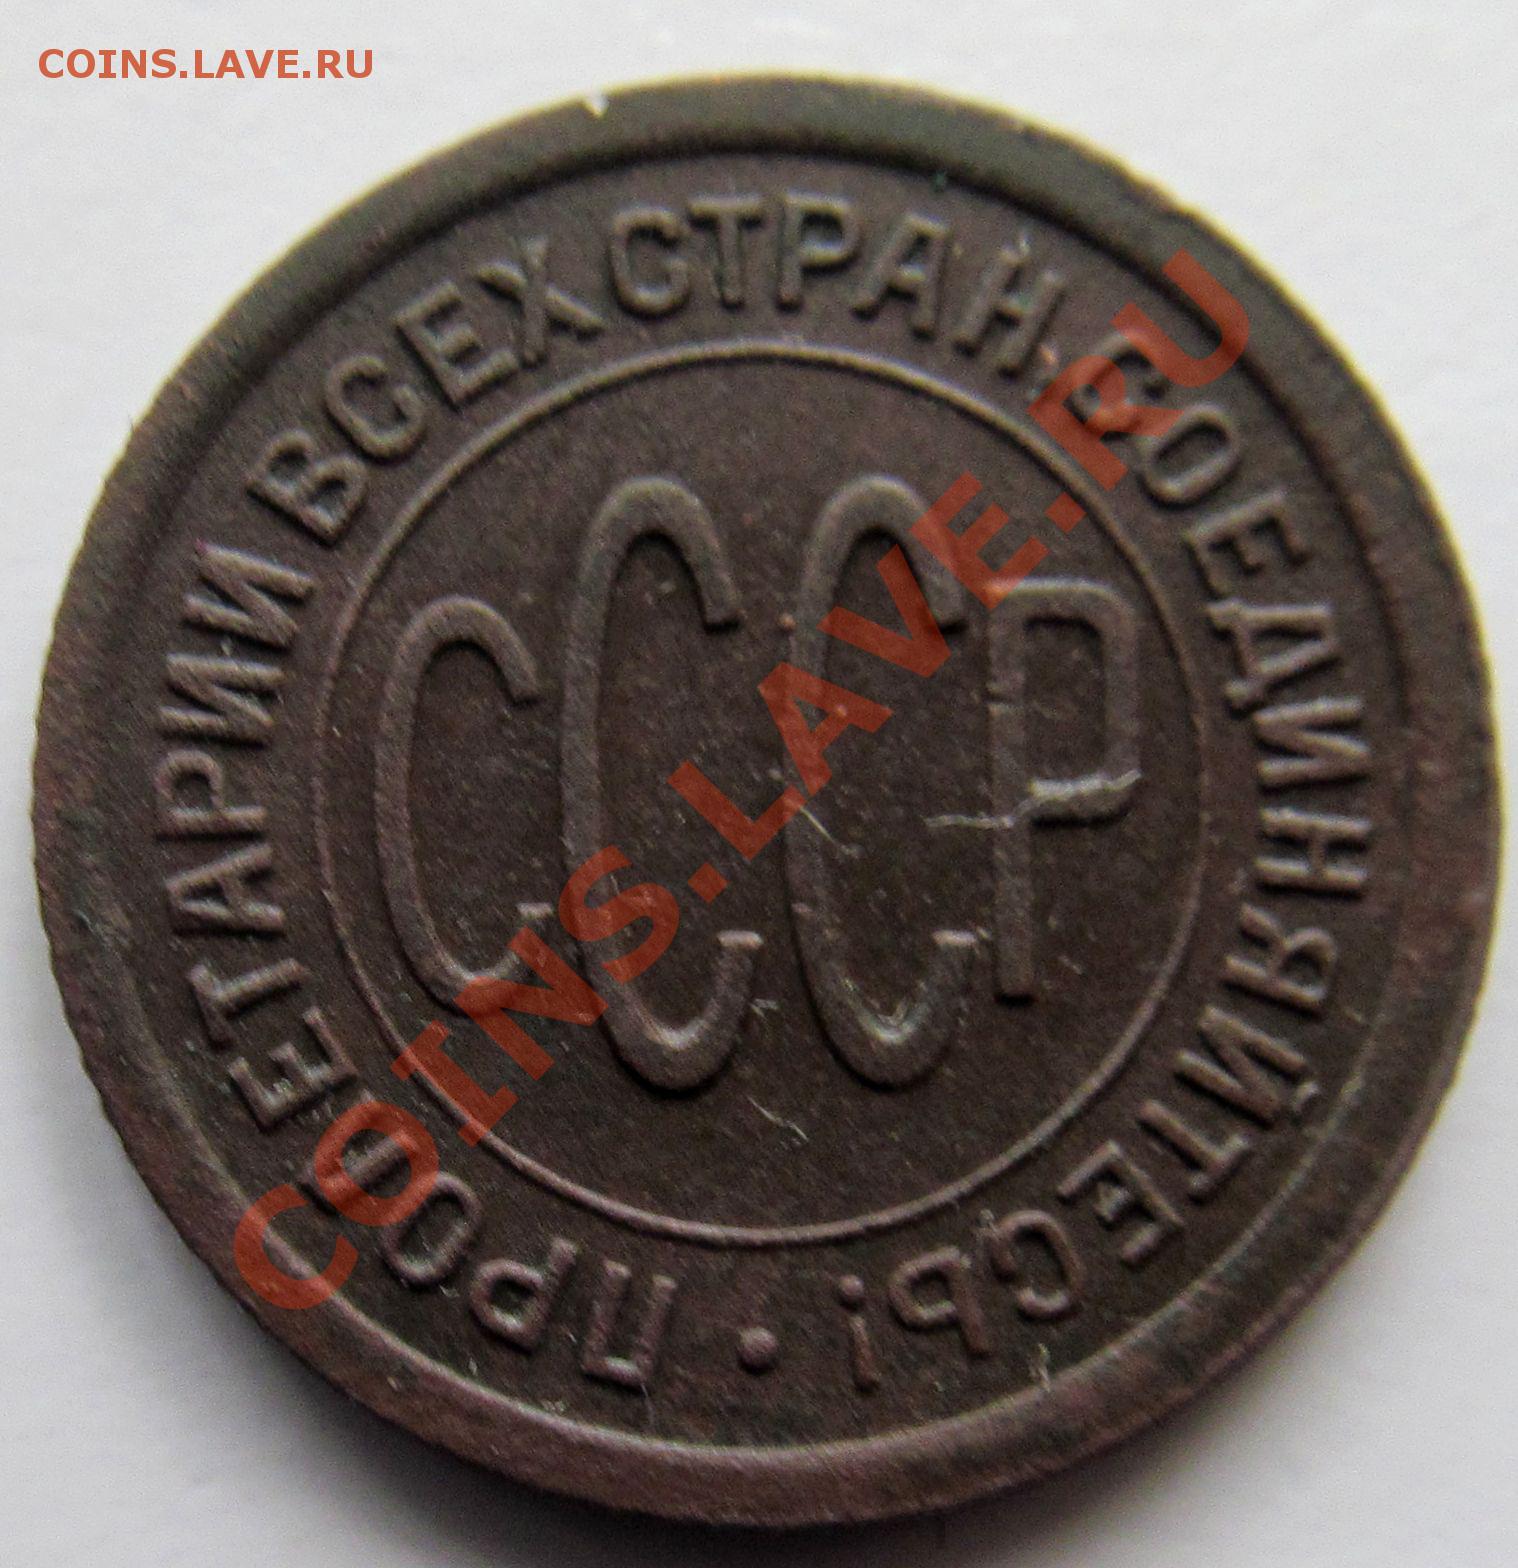 COINS.LAVE.RU
ПРОЛЕТАРИИ ВСЕХ СТРАН, СОЕДИНЯЙТЕСЬ! •
СССР
COINS.LAVE.RU